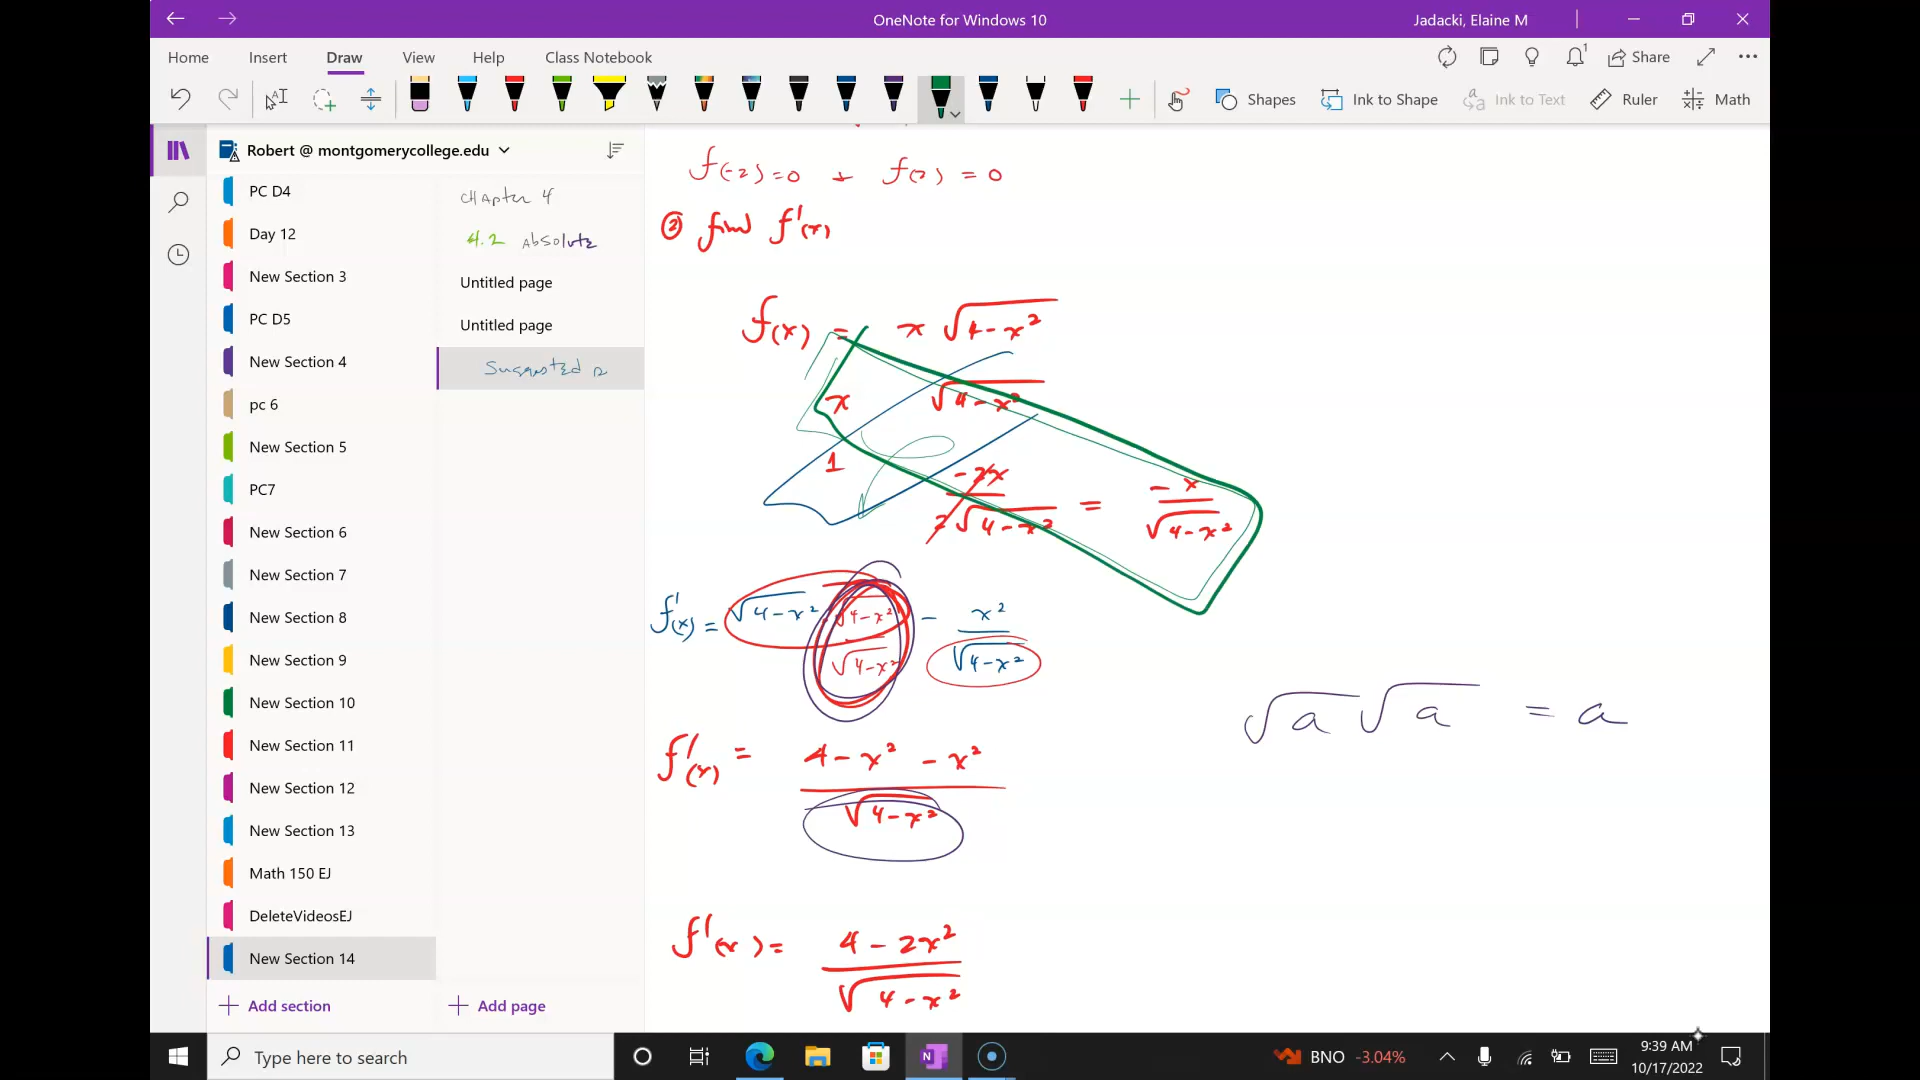 OneNote for Windows 10
Jadacki, Elaine M
Home Insert Draw View Help Class Notebook
1
Share
Shapes Ink to Shape Ink to Text Ruler Math
Robert @ montgomerycollege.edu
PC D4
Day 12
New Section 3
PC D5
New Section 4
pc 6
New Section 5
PC7
New Section 6
New Section 7
New Section 8
New Section 9
New Section 10
New Section 11
New Section 12
New Section 13
Math 150 EJ
DeleteVideosEJ
New Section 14
Add section
CHApter 4
4.2 Absolute
Untitled page
Untitled page
Suggested
Add page
f(-2)=0 + f(2) = 0
② find f'(x)
f(x) = x √4-x²
x √4-x²
1 -2x / 2√4-x² = -x / √4-x²
f'(x) = √4-x² · √4-x² / √4-x² - x² / √4-x²
√a √a = a
f'(x) = 4-x² -x² / √4-x²
f'(x) = 4-2x² / √4-x²
Type here to search
N
BNO -3.04%
9:39 AM
10/17/2022